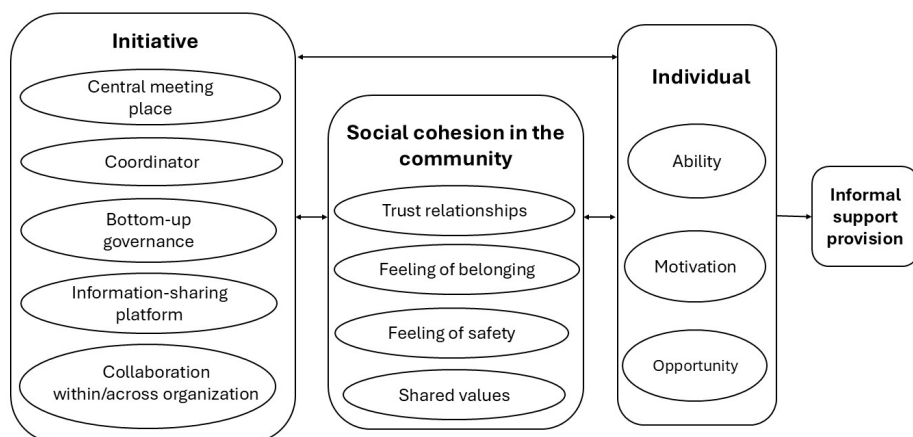 Initiative
Central meeting
place
Coordinator
Bottom-up
governance
Information-sharing
platform
Collaboration
within/across organization
Social cohesion in the
community
Trust relationships
Feeling of belonging
Feeling of safety
Shared values
Individual
Ability
Motivation
Opportunity
Informal
support
provision